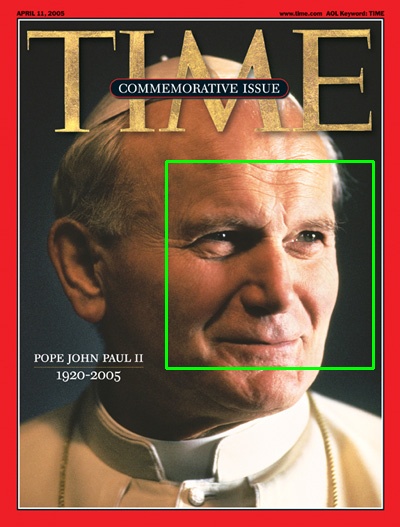 APRIL 11, 2005 www.time.com AOL Keyword: TIME
TIME
COMMEMORATIVE ISSUE
POPE JOHN PAUL II
1920-2005